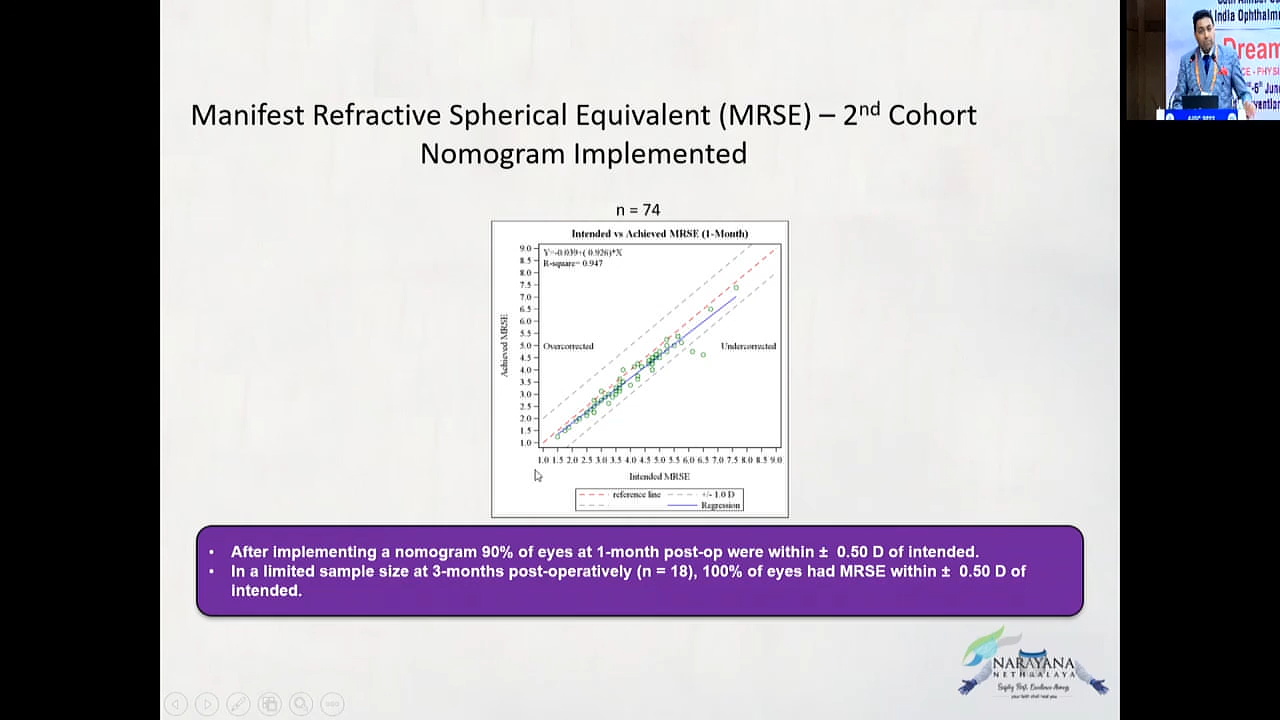 Manifest Refractive Spherical Equivalent (MRSE) – 2nd Cohort
Nomogram Implemented
n = 74
Intended vs Achieved MRSE (1-Month)
Y=-0.039+( 0.926)*X
R-square= 0.947
9.0
8.5
8.0
7.5
7.0
6.5
6.0
5.5
5.0
4.5
4.0
3.5
3.0
2.5
2.0
1.5
1.0
Achieved MRSE
Overcorrected
Undercorrected
1.0 1.5 2.0 2.5 3.0 3.5 4.0 4.5 5.0 5.5 6.0 6.5 7.0 7.5 8.0 8.5 9.0
Intended MRSE
reference line
+/- 1.0 D
Regression
• After implementing a nomogram 90% of eyes at 1-month post-op were within ± 0.50 D of intended.
• In a limited sample size at 3-months post-operatively (n = 18), 100% of eyes had MRSE within ± 0.50 D of
Intended.
NARAYANA
NETHRALAYA
India Ophthalm
Dream
CE - PHYSI
-6th June